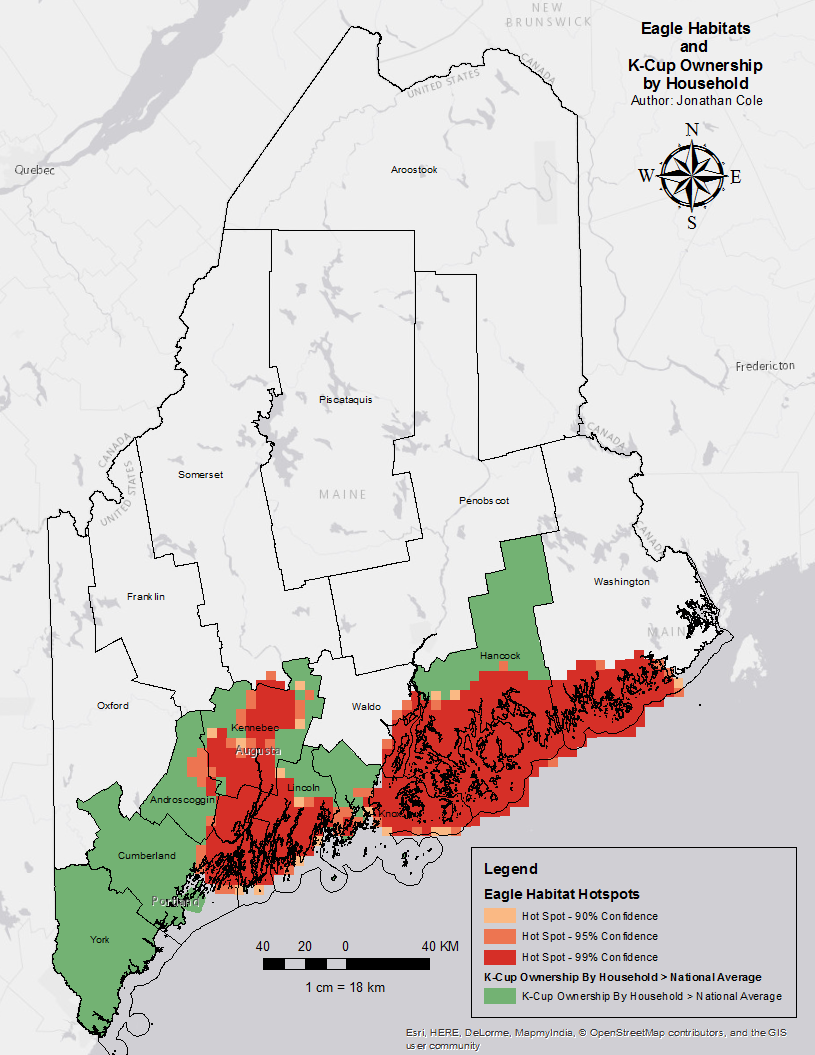 NEW
BRUNSWICK
Eagle Habitats
and
K-Cup Ownership
by Household
Author: Jonathan Cole
N
W
E
S
CANADA
UNITED STATES
Quebec
Aroostook
Fredericton
Piscataquis
CANADA
CANADA
UNITED STATES
Somerset
MAINE
Penobscot
CANADA
Washington
Franklin
MAIN
Hancock
Oxford
Waldo
Kennebec
Augusta
Lincoln
Androscoggin
Knox
Cumberland
Portland
York
Legend
Eagle Habitat Hotspots
Hot Spot - 90% Confidence
Hot Spot - 95% Confidence
Hot Spot - 99% Confidence
K-Cup Ownership By Household > National Average
K-Cup Ownership By Household > National Average
40 20 0 40 KM
1 cm = 18 km
Esri, HERE, DeLorme, MapmyIndia, © OpenStreetMap contributors, and the GIS
user community